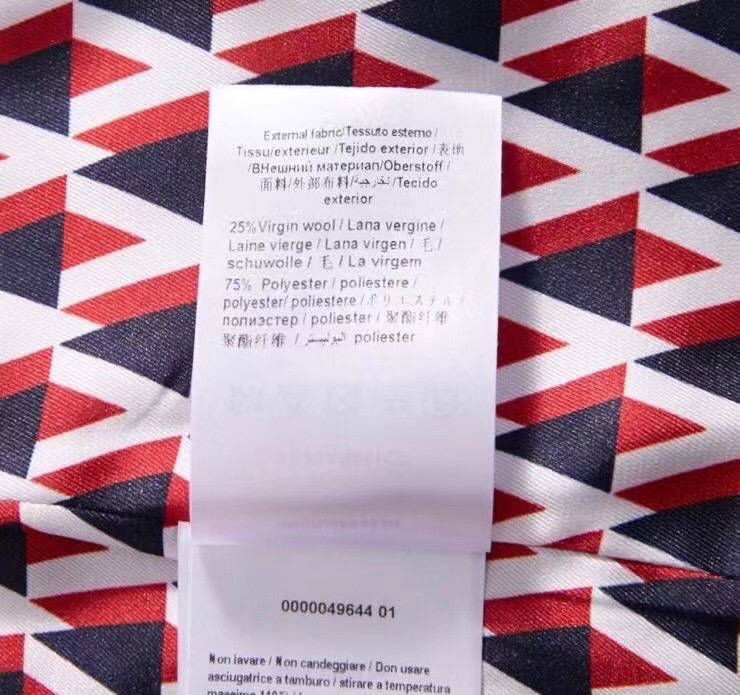 External fabric/Tessuto esterno /
Tissu/exterieur /Tejido exterior /表地
/ВНешний материал/Oberstoff /
面料/外部布料/خارجية/Tecido
exterior
25%Virgin wool / Lana vergine /
Laine vierge / Lana virgen / 毛 /
schuwolle / 毛 / La virgem
75% Polyester / poliestere /
polyester/ poliestere /ポリエステル /
полиэстер / poliester / 聚酯纤维
聚酯纤维 / poliester
0000049644 01
Non lavare / Non candeggiare / Don usare
asciugatrice a tamburo / stirare a temperatura
massimo 110